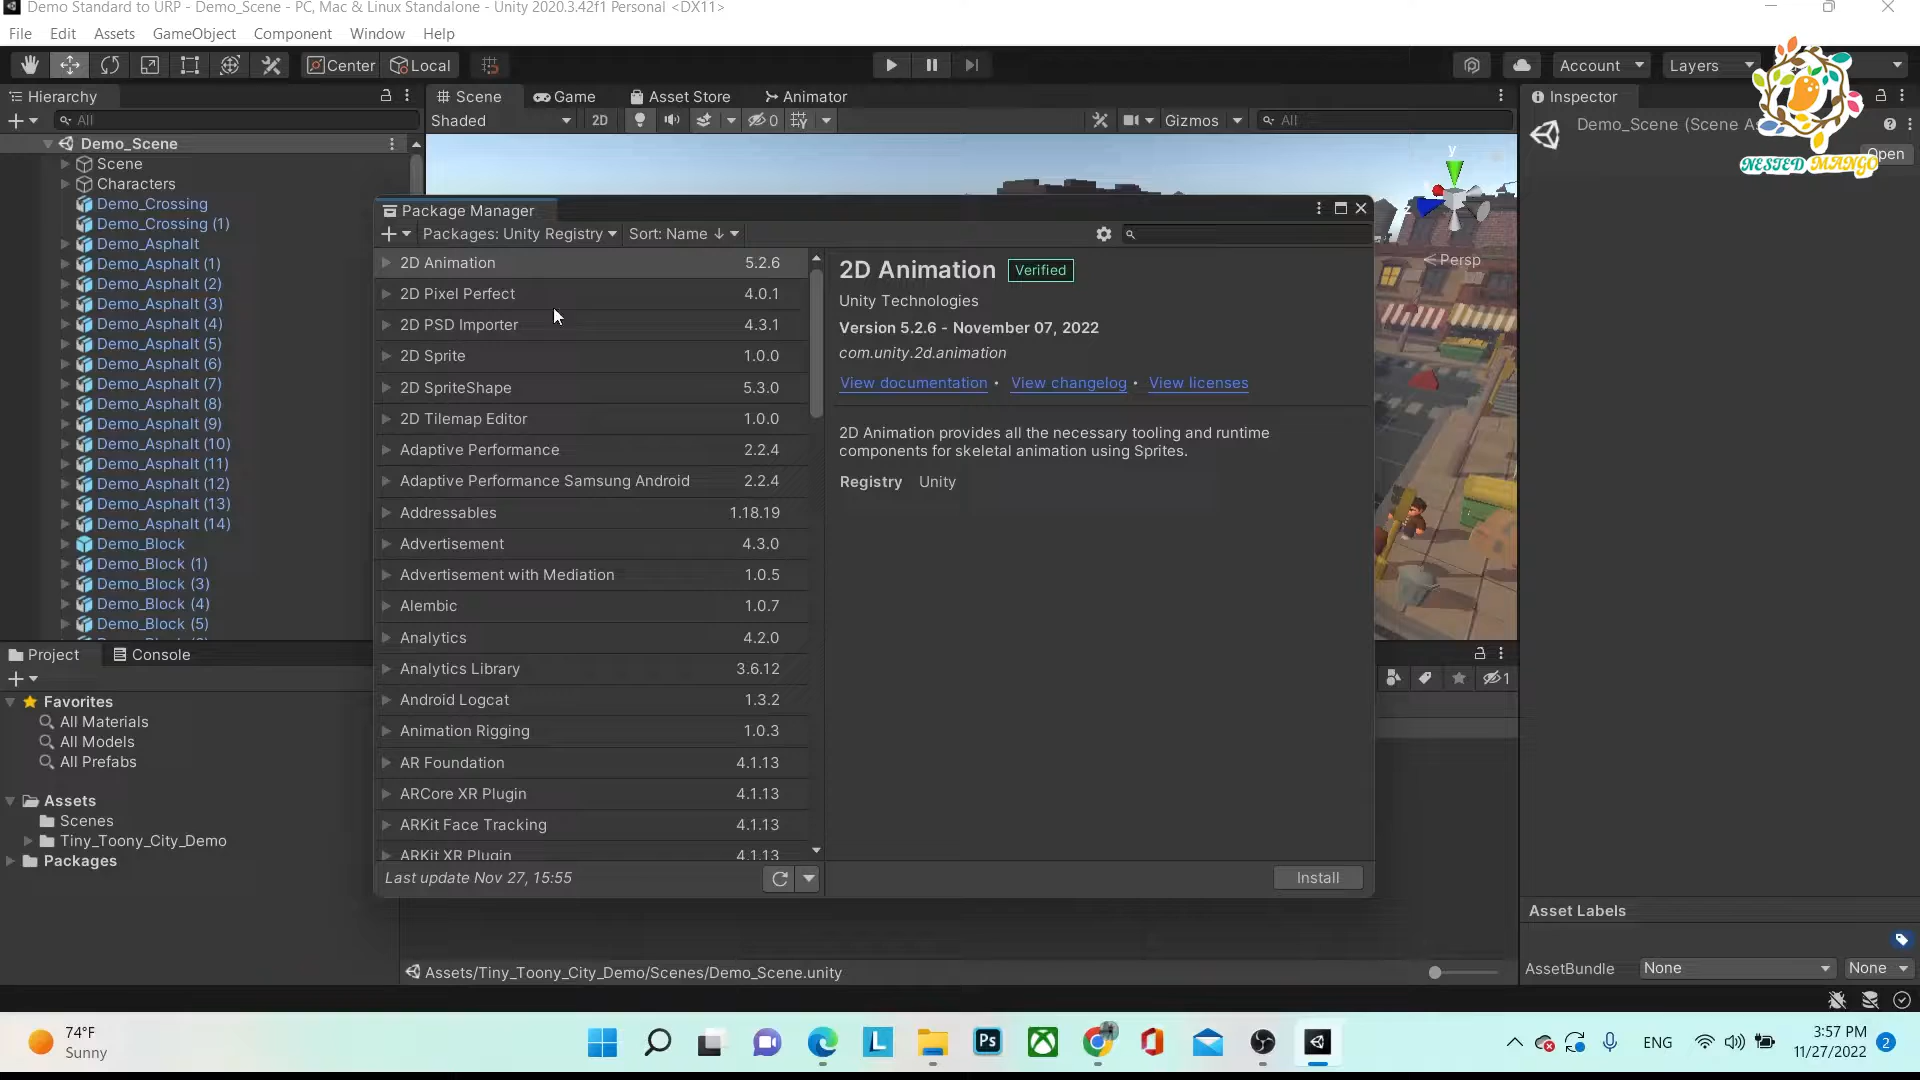 Demo Standard to URP - Demo_Scene - PC, Mac & Linux Standalone - Unity 2020.3.42f1 Personal <DX11>
File Edit Assets GameObject Component Window Help
Center Local Account Layers
Hierarchy
All
Demo_Scene
Scene
Characters
Demo_Crossing
Demo_Crossing (1)
Demo_Asphalt
Demo_Asphalt (1)
Demo_Asphalt (2)
Demo_Asphalt (3)
Demo_Asphalt (4)
Demo_Asphalt (5)
Demo_Asphalt (6)
Demo_Asphalt (7)
Demo_Asphalt (8)
Demo_Asphalt (9)
Demo_Asphalt (10)
Demo_Asphalt (11)
Demo_Asphalt (12)
Demo_Asphalt (13)
Demo_Asphalt (14)
Demo_Block
Demo_Block (1)
Demo_Block (3)
Demo_Block (4)
Demo_Block (5)
Scene Game Asset Store Animator
Shaded 2D 0 Gizmos All
y
z
Persp
Package Manager
Packages: Unity Registry Sort: Name ↓
2D Animation 5.2.6
2D Pixel Perfect 4.0.1
2D PSD Importer 4.3.1
2D Sprite 1.0.0
2D SpriteShape 5.3.0
2D Tilemap Editor 1.0.0
Adaptive Performance 2.2.4
Adaptive Performance Samsung Android 2.2.4
Addressables 1.18.19
Advertisement 4.3.0
Advertisement with Mediation 1.0.5
Alembic 1.0.7
Analytics 4.2.0
Analytics Library 3.6.12
Android Logcat 1.3.2
Animation Rigging 1.0.3
AR Foundation 4.1.13
ARCore XR Plugin 4.1.13
ARKit Face Tracking 4.1.13
ARKit XR Plugin 4.1.13
Last update Nov 27, 15:55
2D Animation Verified
Unity Technologies
Version 5.2.6 - November 07, 2022
com.unity.2d.animation
View documentation • View changelog • View licenses
2D Animation provides all the necessary tooling and runtime
components for skeletal animation using Sprites.
Registry Unity
Install
Inspector
Demo_Scene (Scene As
Open
NESTED MANGO
Project Console
1
Favorites
All Materials
All Models
All Prefabs
Assets
Scenes
Tiny_Toony_City_Demo
Packages
Assets/Tiny_Toony_City_Demo/Scenes/Demo_Scene.unity
Asset Labels
AssetBundle None None
74°F
Sunny
L
Ps
ENG
3:57 PM
11/27/2022
2